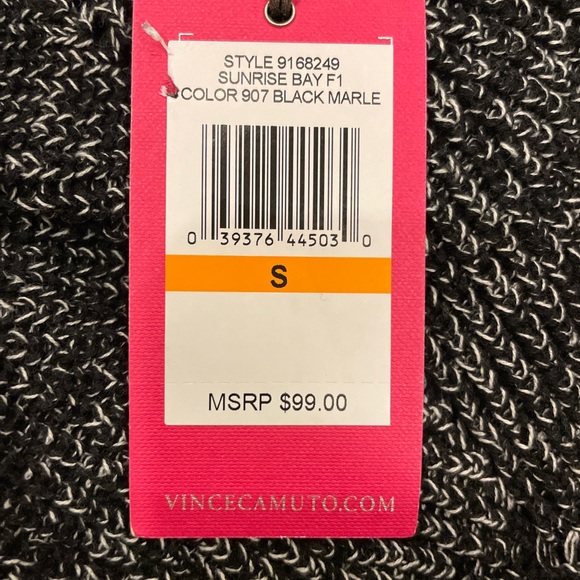 STYLE 9168249
SUNRISE BAY F1
COLOR 907 BLACK MARLE
0 39376 44503 0
S
MSRP $99.00
VINCECAMUTO.COM